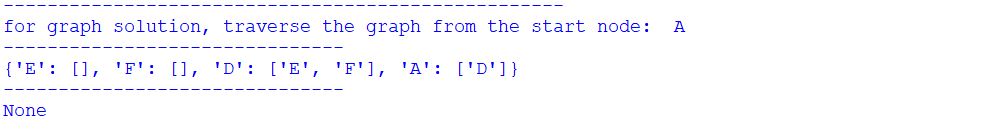 ---------------------------------------------------
for graph solution, traverse the graph from the start node:  A
-------------------------------
{'E': [], 'F': [], 'D': ['E', 'F'], 'A': ['D']}
-------------------------------
None